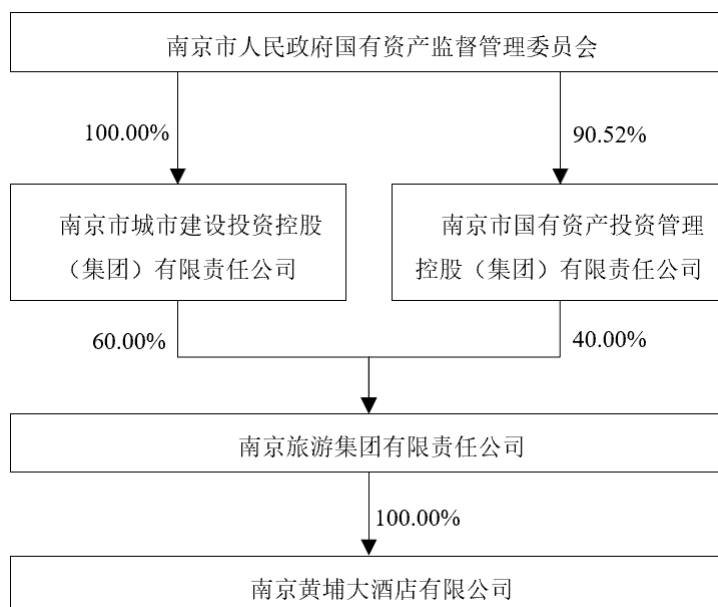 南京市人民政府国有资产监督管理委员会
100.00%
90.52%
南京市城市建设投资控股
（集团）有限责任公司
南京市国有资产投资管理
控股（集团）有限责任公司
60.00%
40.00%
南京旅游集团有限责任公司
100.00%
南京黄埔大酒店有限公司